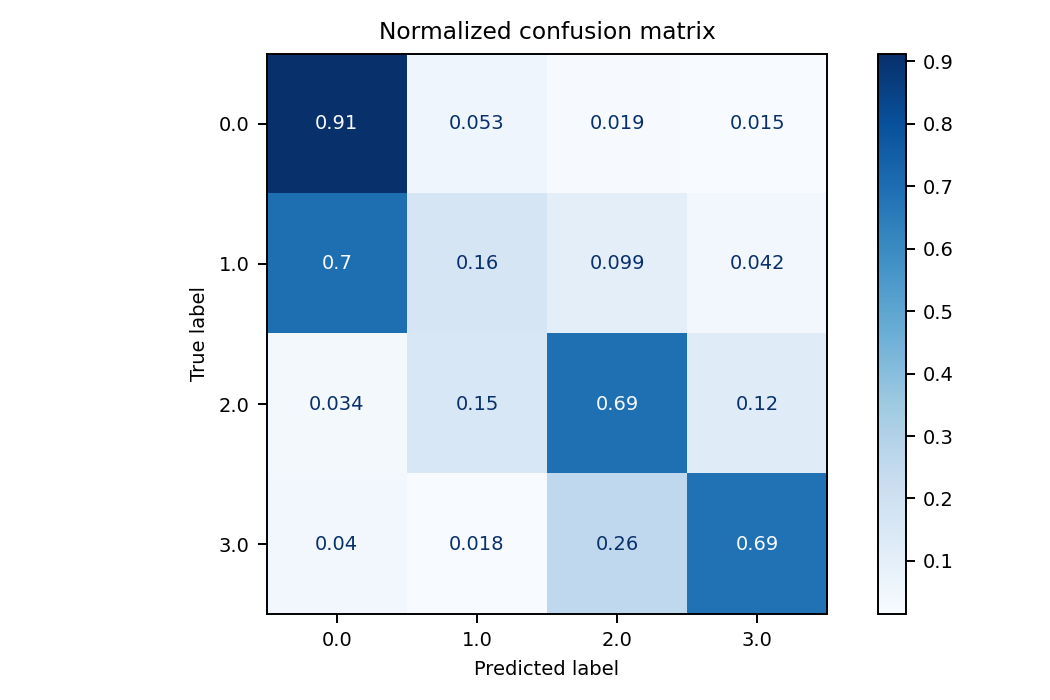 Normalized confusion matrix
0.0 0.91 0.053 0.019 0.015
1.0 0.7 0.16 0.099 0.042
2.0 0.034 0.15 0.69 0.12
3.0 0.04 0.018 0.26 0.69
0.0 1.0 2.0 3.0
Predicted label
True label
0.9
0.8
0.7
0.6
0.5
0.4
0.3
0.2
0.1